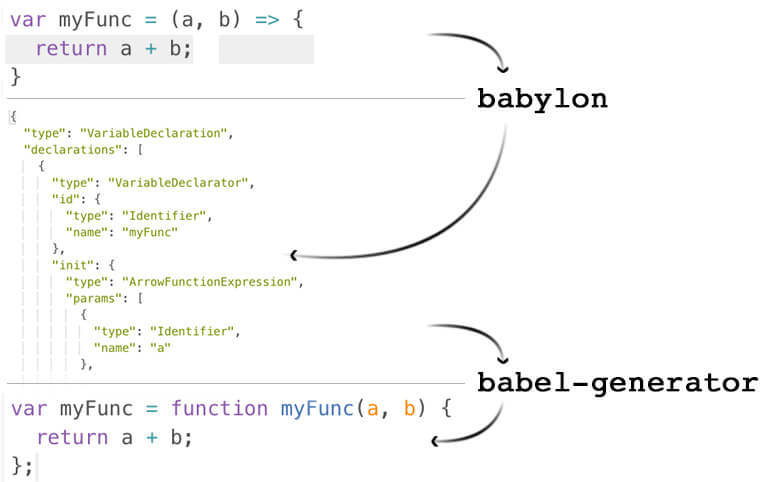 var myFunc = (a, b) => {
  return a + b;
}
babylon
{
  "type": "VariableDeclaration",
  "declarations": [
    {
      "type": "VariableDeclarator",
      "id": {
        "type": "Identifier",
        "name": "myFunc"
      },
      "init": {
        "type": "ArrowFunctionExpression",
        "params": [
          {
            "type": "Identifier",
            "name": "a"
          },
babel-generator
var myFunc = function myFunc(a, b) {
  return a + b;
};